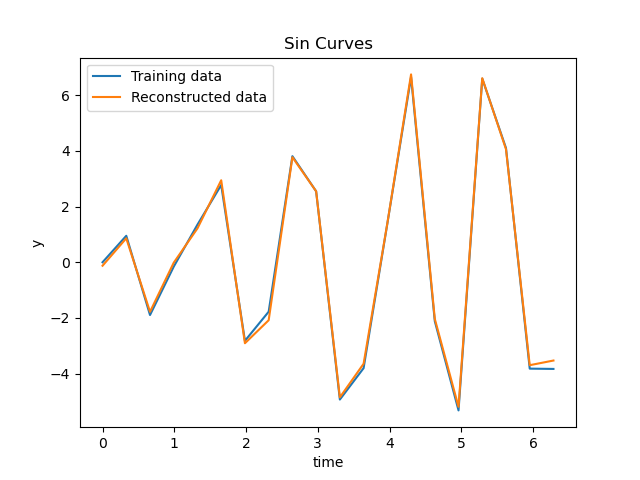 Sin Curves
Training data
Reconstructed data
6
4
2
0
−2
−4
y
0 1 2 3 4 5 6
time